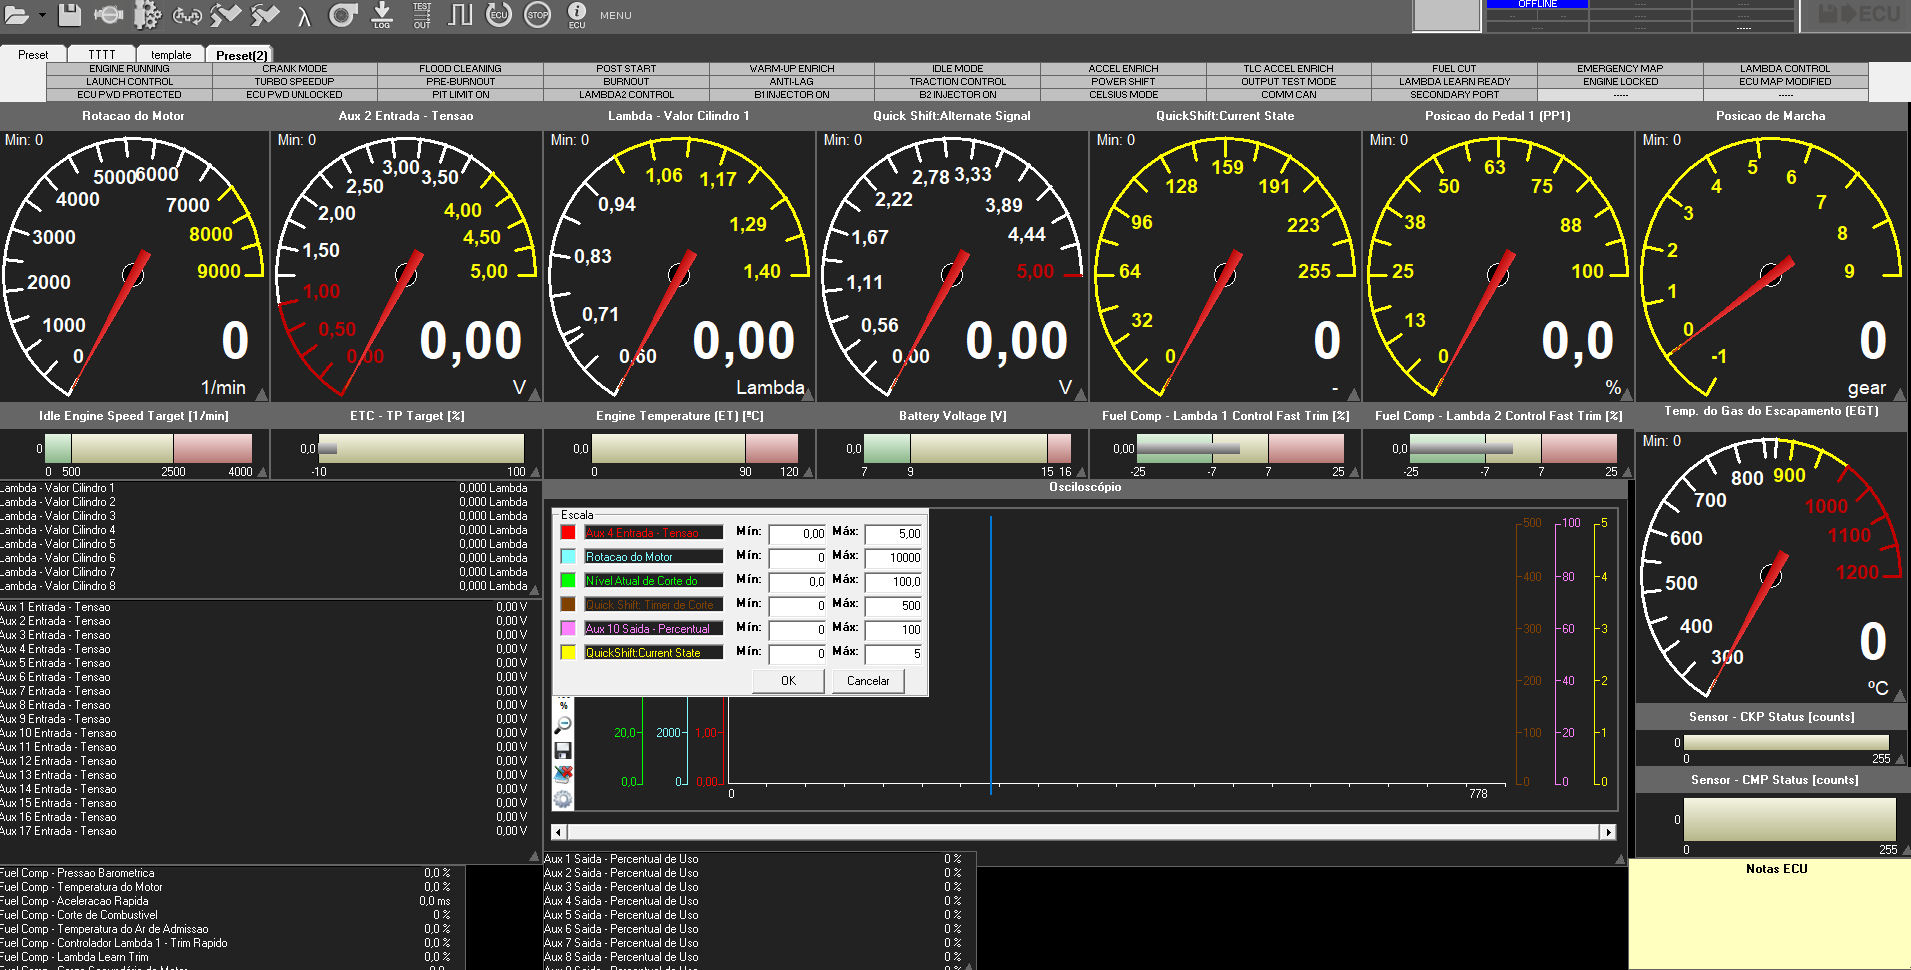 LOG
TEST
OUT
ECU
STOP
ECU
MENU
OFFLINE
ECU
Preset
TTTT
template
Preset(2)
ENGINE RUNNING
CRANK MODE
FLOOD CLEANING
POST START
WARM-UP ENRICH
IDLE MODE
ACCEL ENRICH
TLC ACCEL ENRICH
FUEL CUT
EMERGENCY MAP
LAMBDA CONTROL
LAUNCH CONTROL
TURBO SPEEDUP
PRE-BURNOUT
BURNOUT
ANTI-LAG
TRACTION CONTROL
POWER SHIFT
OUTPUT TEST MODE
LAMBDA LEARN READY
ENGINE LOCKED
ECU MAP MODIFIED
ECU PWD PROTECTED
ECU PWD UNLOCKED
PIT LIMIT ON
LAMBDA2 CONTROL
B1INJECTOR ON
B2 INJECTOR ON
CELSIUS MODE
COMM CAN
SECONDARY PORT
-----
-----
Rotacao do Motor
Min: 0
0
1000
2000
3000
4000
5000
6000
7000
8000
9000
0
1/min
Aux 2 Entrada - Tensao
Min: 0
0,00
0,50
1,00
1,50
2,00
2,50
3,00
3,50
4,00
4,50
5,00
0,00
V
Lambda - Valor Cilindro 1
Min: 0
0,60
0,71
0,83
0,94
1,06
1,17
1,29
1,40
0,00
Lambda
Quick Shift:Alternate Signal
Min: 0
0,00
0,56
1,11
1,67
2,22
2,78
3,33
3,89
4,44
5,00
0,00
V
QuickShift:Current State
Min: 0
0
32
64
96
128
159
191
223
255
0
-
Posicao do Pedal 1 (PP1)
Min: 0
0
13
25
38
50
63
75
88
100
0,0
%
Posicao de Marcha
Min: 0
-1
0
1
2
3
4
5
6
7
8
9
0
gear
Idle Engine Speed Target [1/min]
0
0 500 2500 4000
ETC - TP Target [%]
0,0
-10 100
Engine Temperature (ET) [ºC]
0,0
0 90 120
Battery Voltage [V]
0,0
7 9 15 16
Fuel Comp - Lambda 1 Control Fast Trim [%]
0,00
-25 -7 7 25
Fuel Comp - Lambda 2 Control Fast Trim [%]
0,0
-25 -7 7 25
Temp. do Gas do Escapamento (EGT)
Min: 0
300
400
500
600
700
800
900
1000
1100
1200
0
ºC
Lambda - Valor Cilindro 1 0,000 Lambda
Lambda - Valor Cilindro 2 0,000 Lambda
Lambda - Valor Cilindro 3 0,000 Lambda
Lambda - Valor Cilindro 4 0,000 Lambda
Lambda - Valor Cilindro 5 0,000 Lambda
Lambda - Valor Cilindro 6 0,000 Lambda
Lambda - Valor Cilindro 7 0,000 Lambda
Lambda - Valor Cilindro 8 0,000 Lambda
Aux 1 Entrada - Tensao 0,00 V
Aux 2 Entrada - Tensao 0,00 V
Aux 3 Entrada - Tensao 0,00 V
Aux 4 Entrada - Tensao 0,00 V
Aux 5 Entrada - Tensao 0,00 V
Aux 6 Entrada - Tensao 0,00 V
Aux 7 Entrada - Tensao 0,00 V
Aux 8 Entrada - Tensao 0,00 V
Aux 9 Entrada - Tensao 0,00 V
Aux 10 Entrada - Tensao 0,00 V
Aux 11 Entrada - Tensao 0,00 V
Aux 12 Entrada - Tensao 0,00 V
Aux 13 Entrada - Tensao 0,00 V
Aux 14 Entrada - Tensao 0,00 V
Aux 15 Entrada - Tensao 0,00 V
Aux 16 Entrada - Tensao 0,00 V
Aux 17 Entrada - Tensao 0,00 V
Osciloscópio
Escala
Aux 4 Entrada - Tensao Mín: 0,00 Máx: 5,00
Rotacao do Motor Mín: 0 Máx: 10000
Nível Atual de Corte do Mín: 0,0 Máx: 100,0
Quick Shift: Timer de Corte Mín: 0 Máx: 500
Aux 10 Saida - Percentual Mín: 0 Máx: 100
QuickShift:Current State Mín: 0 Máx: 5
OK Cancelar
%
20,0 2000 1.00
0,0 0 0,00
0 778
500 100 5
400 80 4
300 60 3
200 40 2
100 20 1
0 0 0
Sensor - CKP Status [counts]
0
0 255
Sensor - CMP Status [counts]
0
0 255
Notas ECU
Fuel Comp - Pressao Barometrica 0,0 %
Fuel Comp - Temperatura do Motor 0,0 %
Fuel Comp - Aceleracao Rapida 0,0 ms
Fuel Comp - Corte de Combustivel 0 %
Fuel Comp - Temperatura do Ar de Admissao 0,0 %
Fuel Comp - Controlador Lambda 1 - Trim Rapido 0,0 %
Fuel Comp - Lambda Learn Trim 0,0 %
Aux 1 Saida - Percentual de Uso 0 %
Aux 2 Saida - Percentual de Uso 0 %
Aux 3 Saida - Percentual de Uso 0 %
Aux 4 Saida - Percentual de Uso 0 %
Aux 5 Saida - Percentual de Uso 0 %
Aux 6 Saida - Percentual de Uso 0 %
Aux 7 Saida - Percentual de Uso 0 %
Aux 8 Saida - Percentual de Uso 0 %